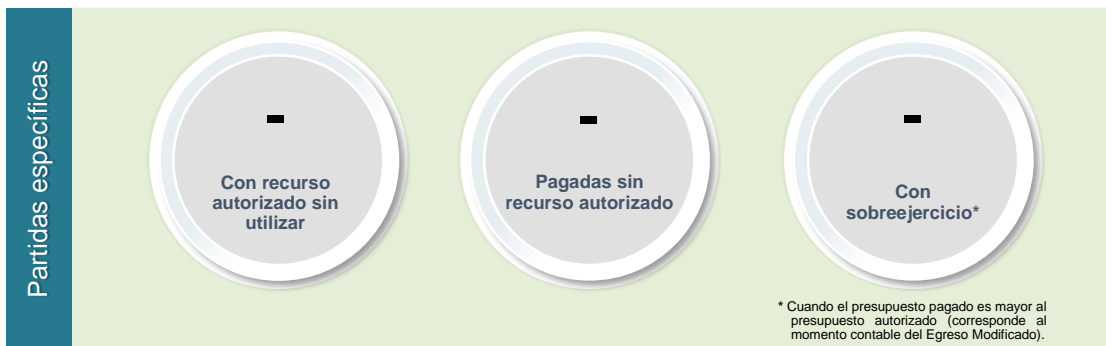 Partidas específicas
-
Con recurso
autorizado sin
utilizar
-
Pagadas sin
recurso autorizado
-
Con
sobreejercicio*
* Cuando el presupuesto pagado es mayor al
presupuesto autorizado (corresponde al
momento contable del Egreso Modificado).